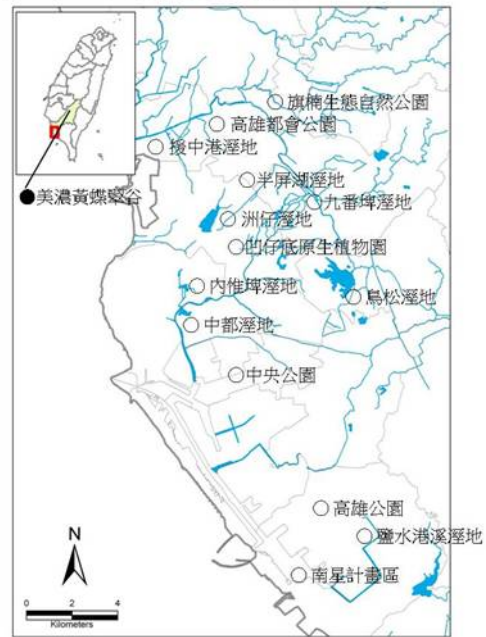 旗楠生態自然公園
高雄都會公園
援中港溼地
半屏湖溼地
美濃黃蝶翠谷
九番埤溼地
洲仔溼地
凹仔底原生植物園
內惟埤溼地
鳥松溼地
中都溼地
中央公園
高雄公園
鹽水港溪溼地
N
南星計畫區
0 2 4
Kilometers